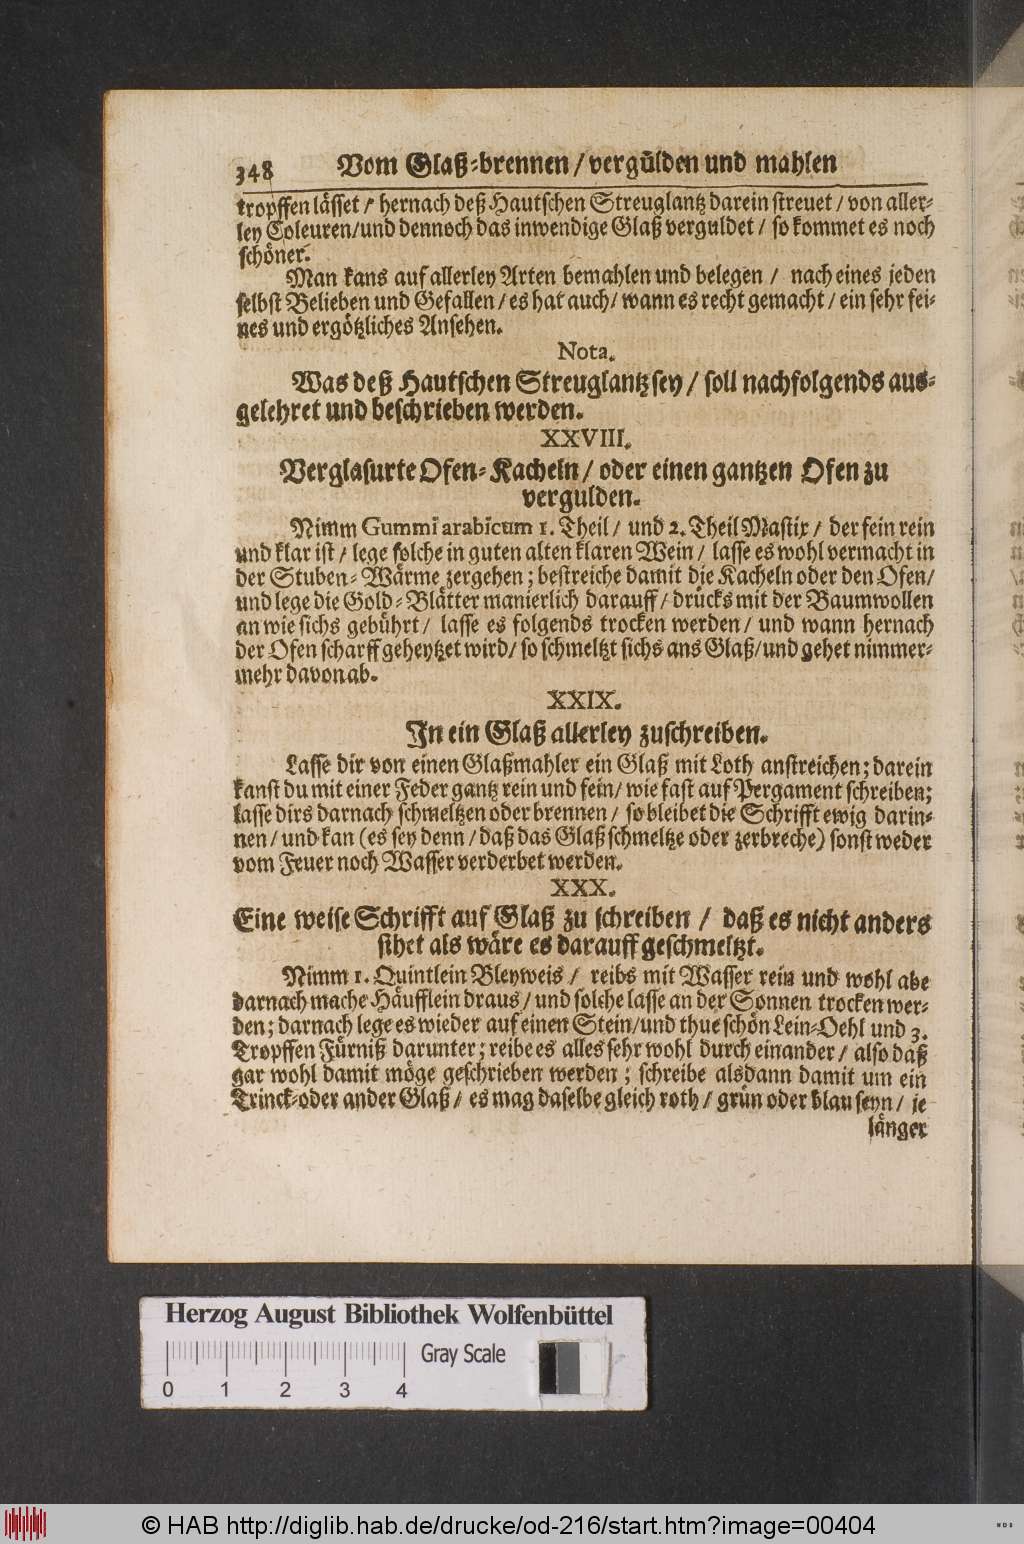 348 Vom Glaß-brennen / vergülden und mahlen
tropffen lässet / hernach deß Hautschen Streuglantz darein streuet / von aller-
ley Coleuren/und dennoch das inwendige Glaß verguldet / so kommet es noch
schöner.
Man kans auf allerley Arten bemahlen und belegen / nach eines jeden
selbst Belieben und Gefallen / es hat auch/ wann es recht gemacht / ein sehr fei-
nes und ergötzliches Ansehen.
Nota.
Was deß Hautschen Streuglantz sey / soll nachfolgends aus-
gelehret und beschrieben werden.
XXVIII.
Verglasurte Ofen-Kacheln / oder einen gantzen Ofen zu
vergulden.
Nimm Gummi arabicum 1. Theil / und 2. Theil Mastix / der fein rein
und klar ist / lege solche in guten alten klaren Wein / lasse es wohl vermacht in
der Stuben-Wärme zergehen ; bestreiche damit die Kacheln oder den Ofen/
und lege die Gold-Blätter manierlich darauff / drücks mit der Baumwollen
an wie sichs gebührt / lasse es folgends trocken werden / und wann hernach
der Ofen scharff geheytzet wird/ so schmeltzt sichs ans Glaß/und gehet nimmer-
mehr davon ab.
XXIX.
In ein Glaß allerley zuschreiben.
Lasse dir von einen Glaßmahler ein Glaß mit Loth anstreichen ; darein
kanst du mit einer Feder gantz rein und fein/ wie fast auf Pergament schreiben;
lasse dirs darnach schmeltzen oder brennen / so bleibet die Schrifft ewig darin-
nen / und kan (es sey denn / daß das Glaß schmeltze oder zerbreche) sonst weder
vom Feuer noch Wasser verderbet werden.
XXX.
Eine weise Schrifft auf Glaß zu schreiben / daß es nicht anders
sihet als wäre es darauff geschmeltzt.
Nimm 1. Quintlein Bleyweis / reibs mit Wasser rein und wohl abe
darnach mache Häufflein draus / und solche lasse an der Sonnen trocken wer-
den ; darnach lege es wieder auf einen Stein/und thue schön Lein-Oehl und 3.
Tropffen Fürniß darunter ; reibe es alles sehr wohl durch einander / also daß
gar wohl damit möge geschrieben werden ; schreibe alsdann damit um ein
Trinck- oder ander Glaß / es mag daselbe gleich roth / grün oder blau seyn / je
länger
Herzog August Bibliothek Wolfenbüttel
Gray Scale
0 1 2 3 4
© HAB http://diglib.hab.de/drucke/od-216/start.htm?image=00404